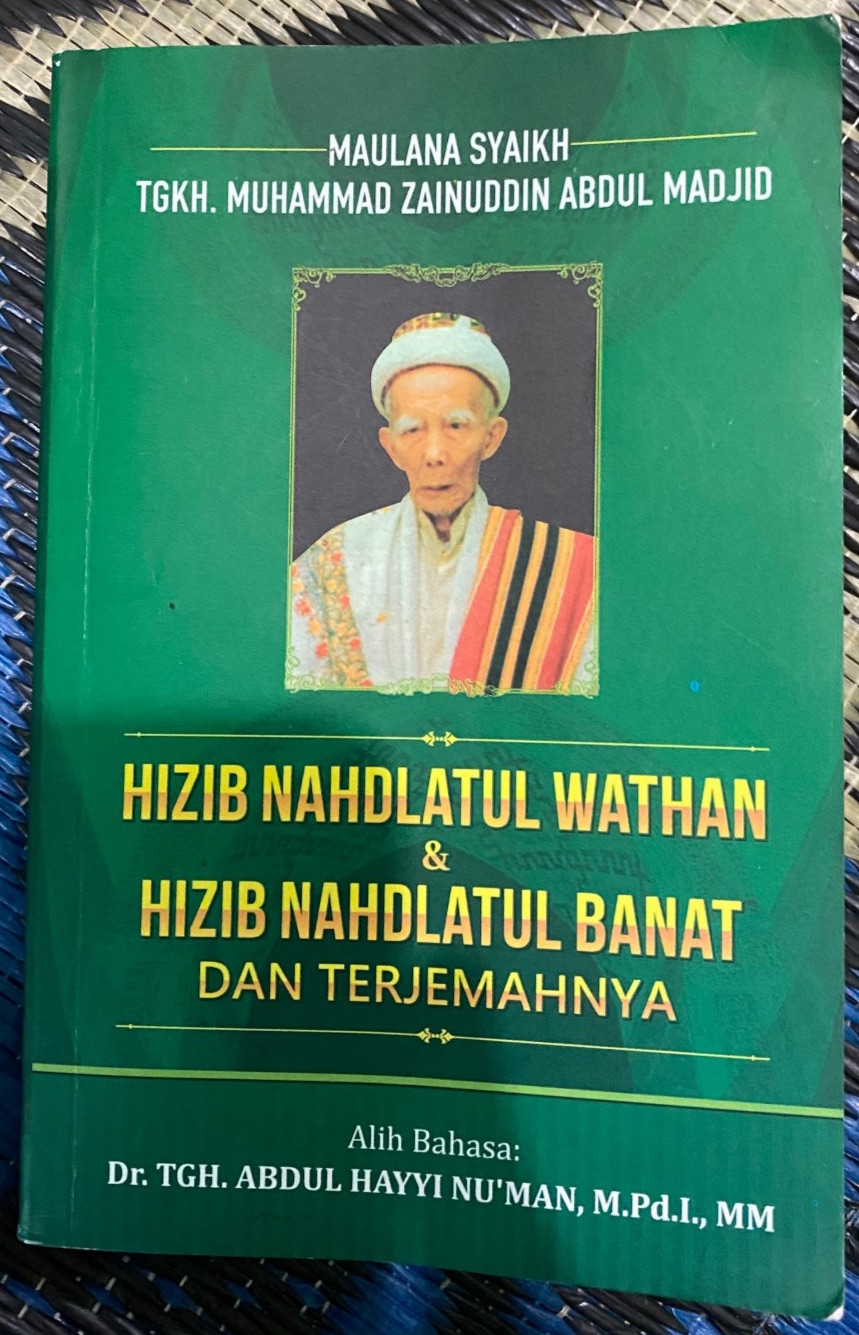 MAULANA SYAIKH
TGKH. MUHAMMAD ZAINUDDIN ABDUL MADJID
HIZIB NAHDLATUL WATHAN
&
HIZIB NAHDLATUL BANAT
DAN TERJEMAHNYA
Alih Bahasa:
Dr. TGH. ABDUL HAYYI NU'MAN, M.Pd.I., MM